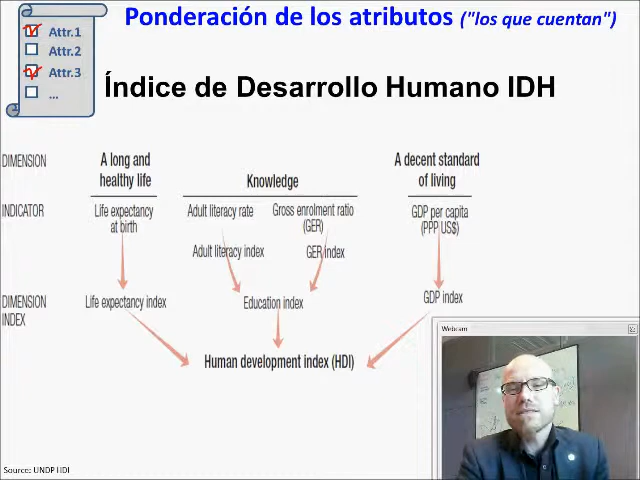 Ponderación de los atributos ("los que cuentan")
Attr.1
Attr.2
Attr.3
...
Índice de Desarrollo Humano IDH
DIMENSION
A long and
healthy life
Knowledge
A decent standard
of living
INDICATOR
Life expectancy
at birth
Adult literacy rate
Gross enrolment ratio
(GER)
GDP per capita
(PPP US$)
Adult literacy index
GER index
DIMENSION
INDEX
Life expectancy index
Education index
GDP index
Human development index (HDI)
Webcam
Source: UNDP HDI